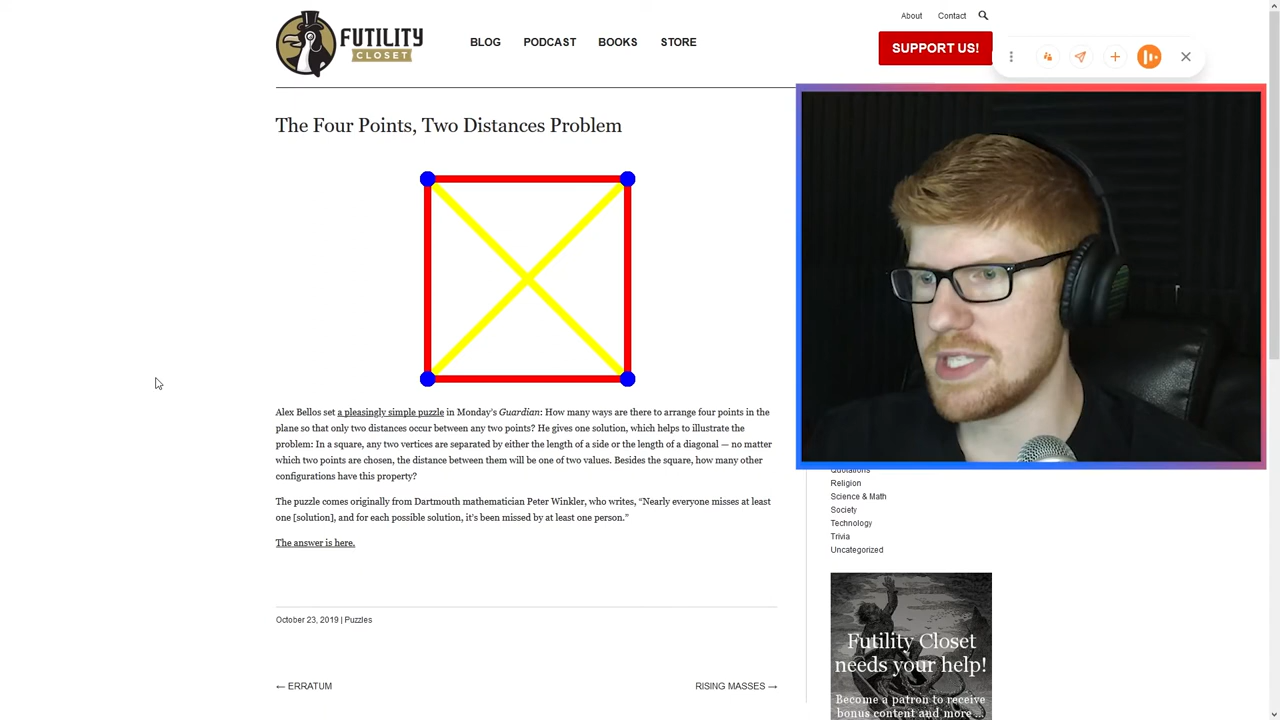 About Contact
FUTILITY
CLOSET
BLOG PODCAST BOOKS STORE
SUPPORT US!
The Four Points, Two Distances Problem
Alex Bellos set a pleasingly simple puzzle in Monday's Guardian: How many ways are there to arrange four points in the
plane so that only two distances occur between any two points? He gives one solution, which helps to illustrate the
problem: In a square, any two vertices are separated by either the length of a side or the length of a diagonal — no matter
which two points are chosen, the distance between them will be one of two values. Besides the square, how many other
configurations have this property?
The puzzle comes originally from Dartmouth mathematician Peter Winkler, who writes, “Nearly everyone misses at least
one [solution], and for each possible solution, it's been missed by at least one person.”
The answer is here.
October 23, 2019 | Puzzles
← ERRATUM
RISING MASSES →
Quotations
Religion
Science & Math
Society
Technology
Trivia
Uncategorized
Futility Closet
needs your help!
Become a patron to receive
bonus content and more ...